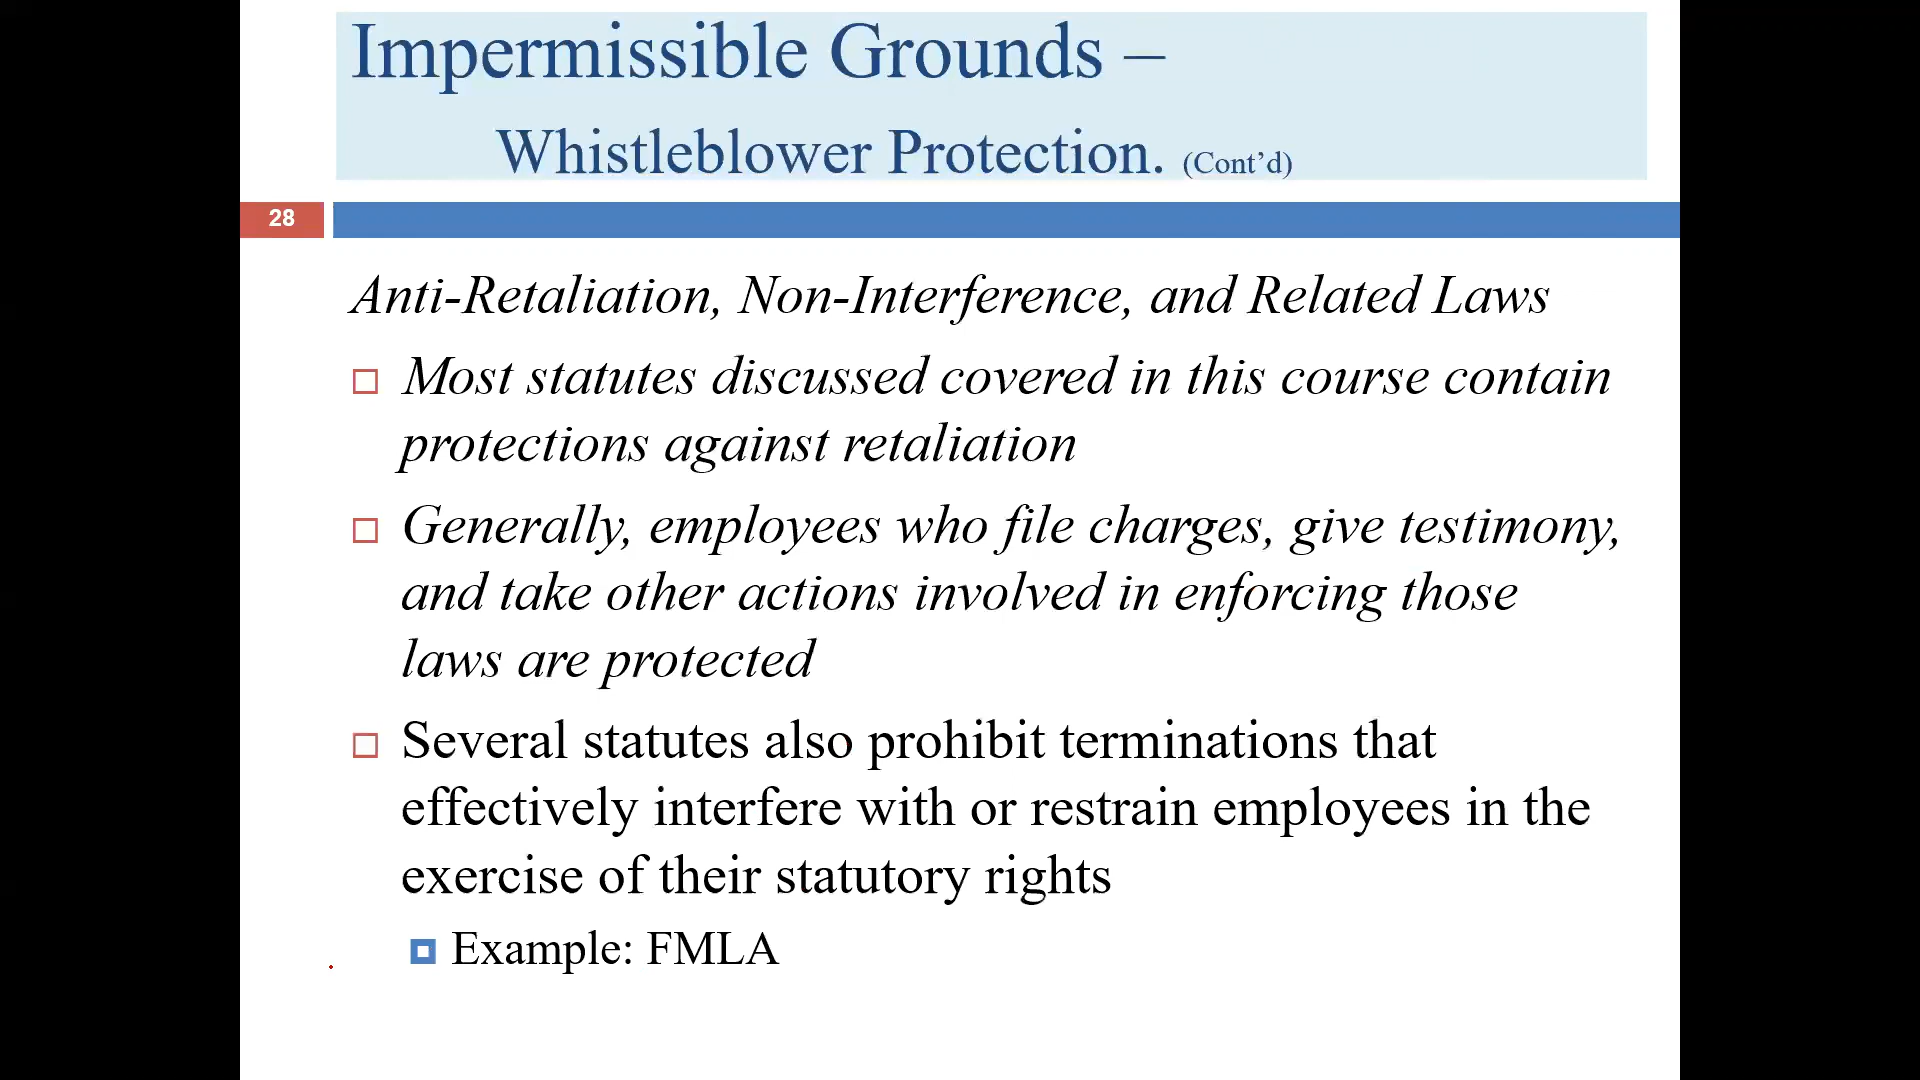 Impermissible Grounds –
Whistleblower Protection. (Cont’d)
28
Anti-Retaliation, Non-Interference, and Related Laws
Most statutes discussed covered in this course contain
protections against retaliation
Generally, employees who file charges, give testimony,
and take other actions involved in enforcing those
laws are protected
Several statutes also prohibit terminations that
effectively interfere with or restrain employees in the
exercise of their statutory rights
Example: FMLA